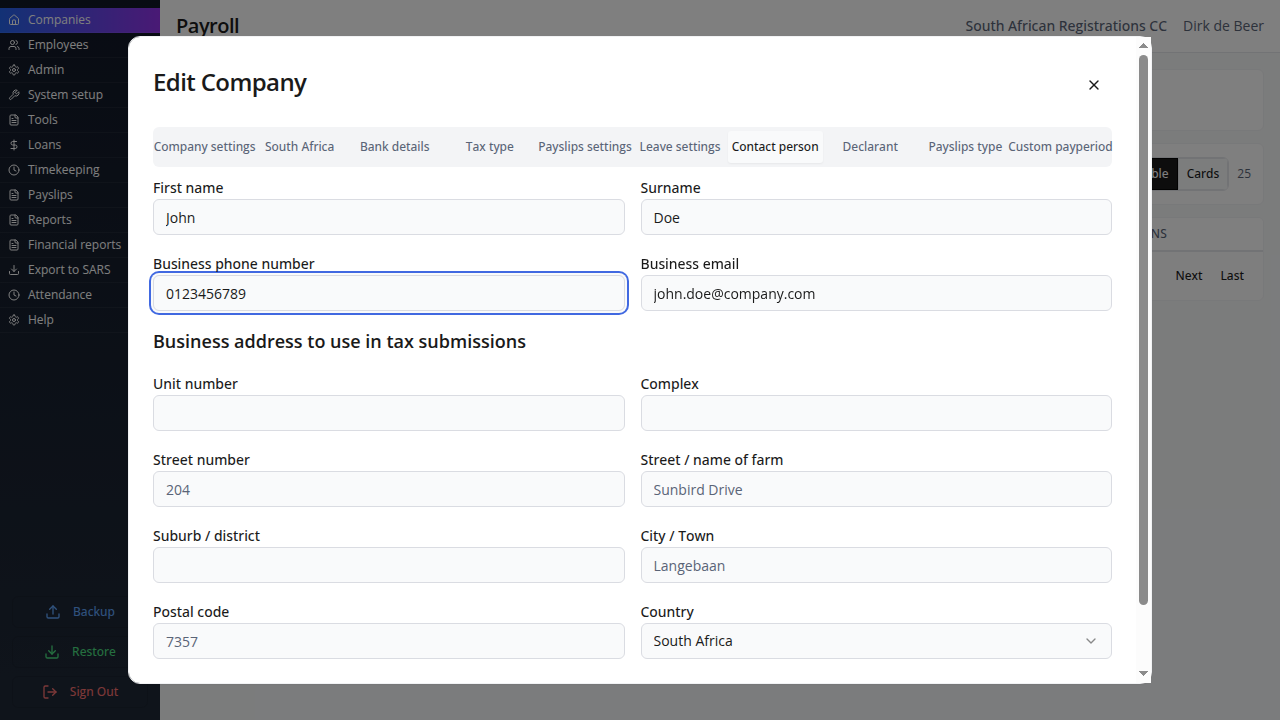 Companies
Employees
Admin
System setup
Tools
Loans
Timekeeping
Payslips
Reports
Financial reports
Export to SARS
Attendance
Help
Backup
Restore
Sign Out
Payroll
South African Registrations CC Dirk de Beer
Edit Company
Company settings South Africa Bank details Tax type Payslips settings Leave settings Contact person Declarant Payslips type Custom payperiod
First name Surname
John Doe
Business phone number Business email
0123456789 john.doe@company.com
Business address to use in tax submissions
Unit number Complex
Street number Street / name of farm
204 Sunbird Drive
Suburb / district City / Town
Langebaan
Postal code Country
7357 South Africa
Cards 25
Next Last